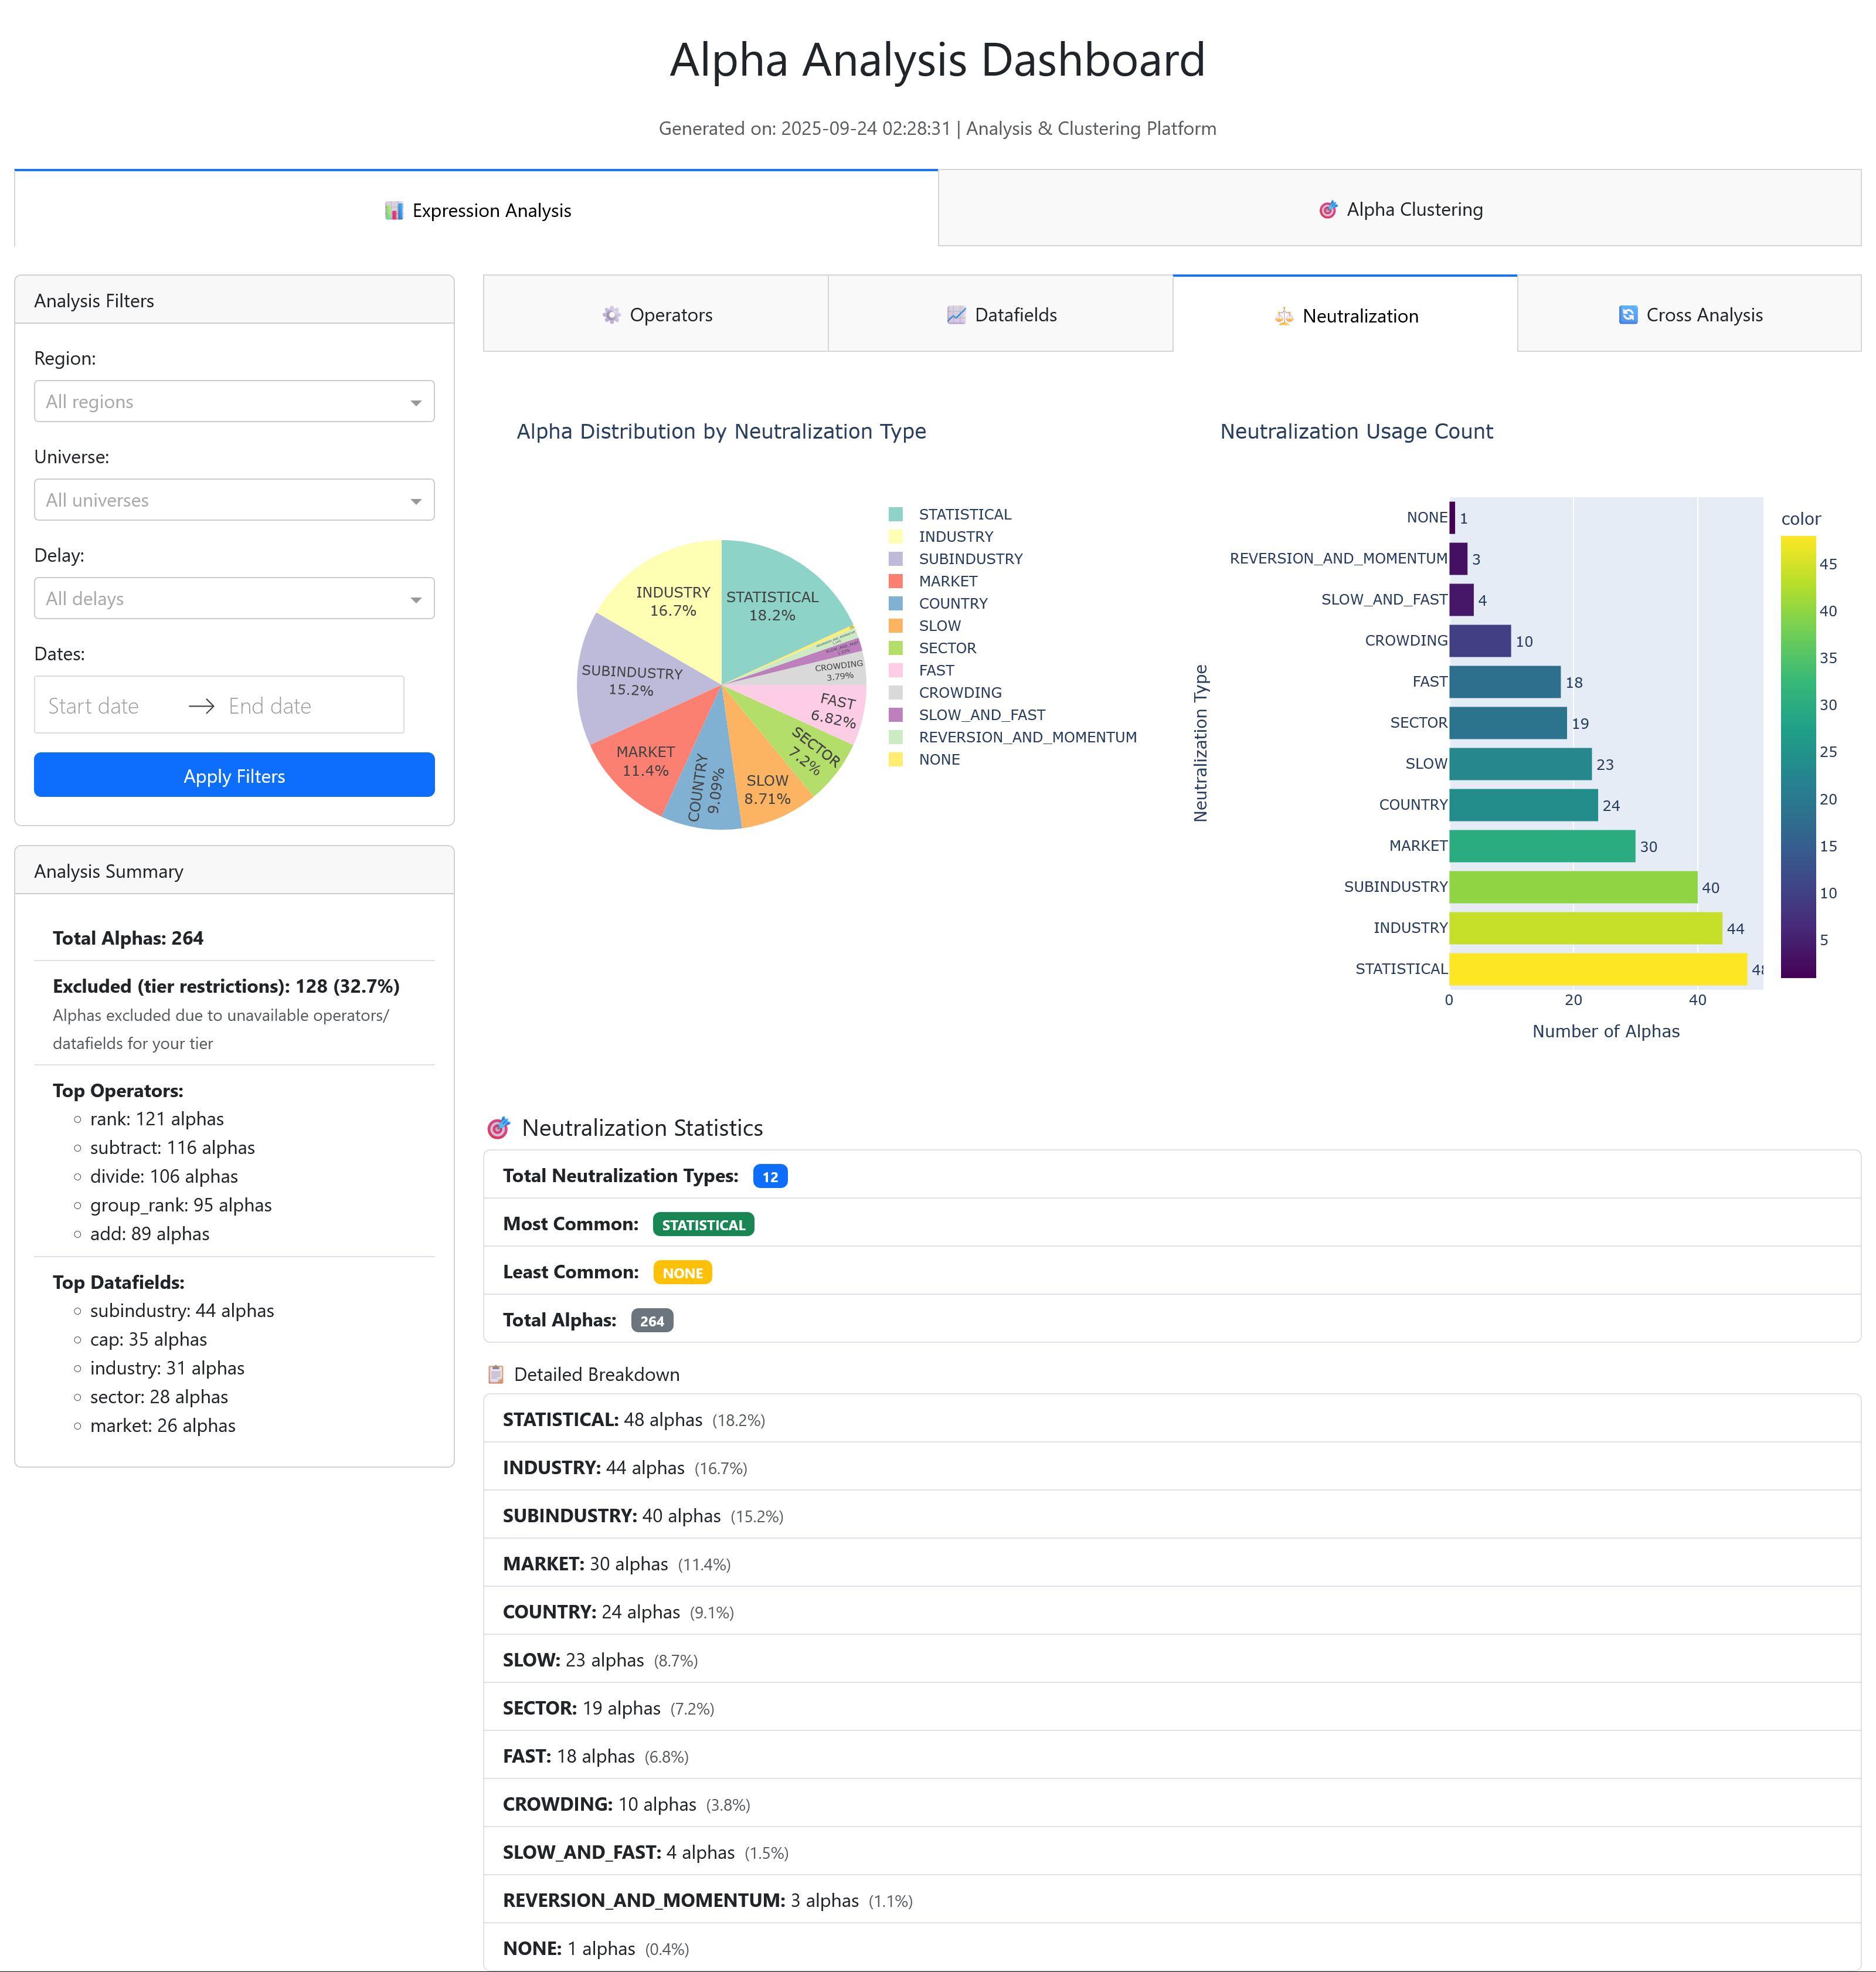 Alpha Analysis Dashboard
Generated on: 2025-09-24 02:28:31 | Analysis & Clustering Platform
Expression Analysis
Alpha Clustering
Analysis Filters
Region:
All regions
Universe:
All universes
Delay:
All delays
Dates:
Start date → End date
Apply Filters
Analysis Summary
Total Alphas: 264
Excluded (tier restrictions): 128 (32.7%)
Alphas excluded due to unavailable operators/
datafields for your tier
Top Operators:
rank: 121 alphas
subtract: 116 alphas
divide: 106 alphas
group_rank: 95 alphas
add: 89 alphas
Top Datafields:
subindustry: 44 alphas
cap: 35 alphas
industry: 31 alphas
sector: 28 alphas
market: 26 alphas
Operators
Datafields
Neutralization
Cross Analysis
Alpha Distribution by Neutralization Type
INDUSTRY
16.7%
STATISTICAL
18.2%
SUBINDUSTRY
15.2%
CROWDING
3.79%
FAST
6.82%
MARKET
11.4%
COUNTRY
9.09%
SLOW
8.71%
SECTOR
7.2%
STATISTICAL
INDUSTRY
SUBINDUSTRY
MARKET
COUNTRY
SLOW
SECTOR
FAST
CROWDING
SLOW_AND_FAST
REVERSION_AND_MOMENTUM
NONE
Neutralization Usage Count
Neutralization Type
NONE 1
REVERSION_AND_MOMENTUM 3
SLOW_AND_FAST 4
CROWDING 10
FAST 18
SECTOR 19
SLOW 23
COUNTRY 24
MARKET 30
SUBINDUSTRY 40
INDUSTRY 44
STATISTICAL 48
0 20 40
Number of Alphas
color
45
40
35
30
25
20
15
10
5
Neutralization Statistics
Total Neutralization Types: 12
Most Common: STATISTICAL
Least Common: NONE
Total Alphas: 264
Detailed Breakdown
STATISTICAL: 48 alphas (18.2%)
INDUSTRY: 44 alphas (16.7%)
SUBINDUSTRY: 40 alphas (15.2%)
MARKET: 30 alphas (11.4%)
COUNTRY: 24 alphas (9.1%)
SLOW: 23 alphas (8.7%)
SECTOR: 19 alphas (7.2%)
FAST: 18 alphas (6.8%)
CROWDING: 10 alphas (3.8%)
SLOW_AND_FAST: 4 alphas (1.5%)
REVERSION_AND_MOMENTUM: 3 alphas (1.1%)
NONE: 1 alphas (0.4%)